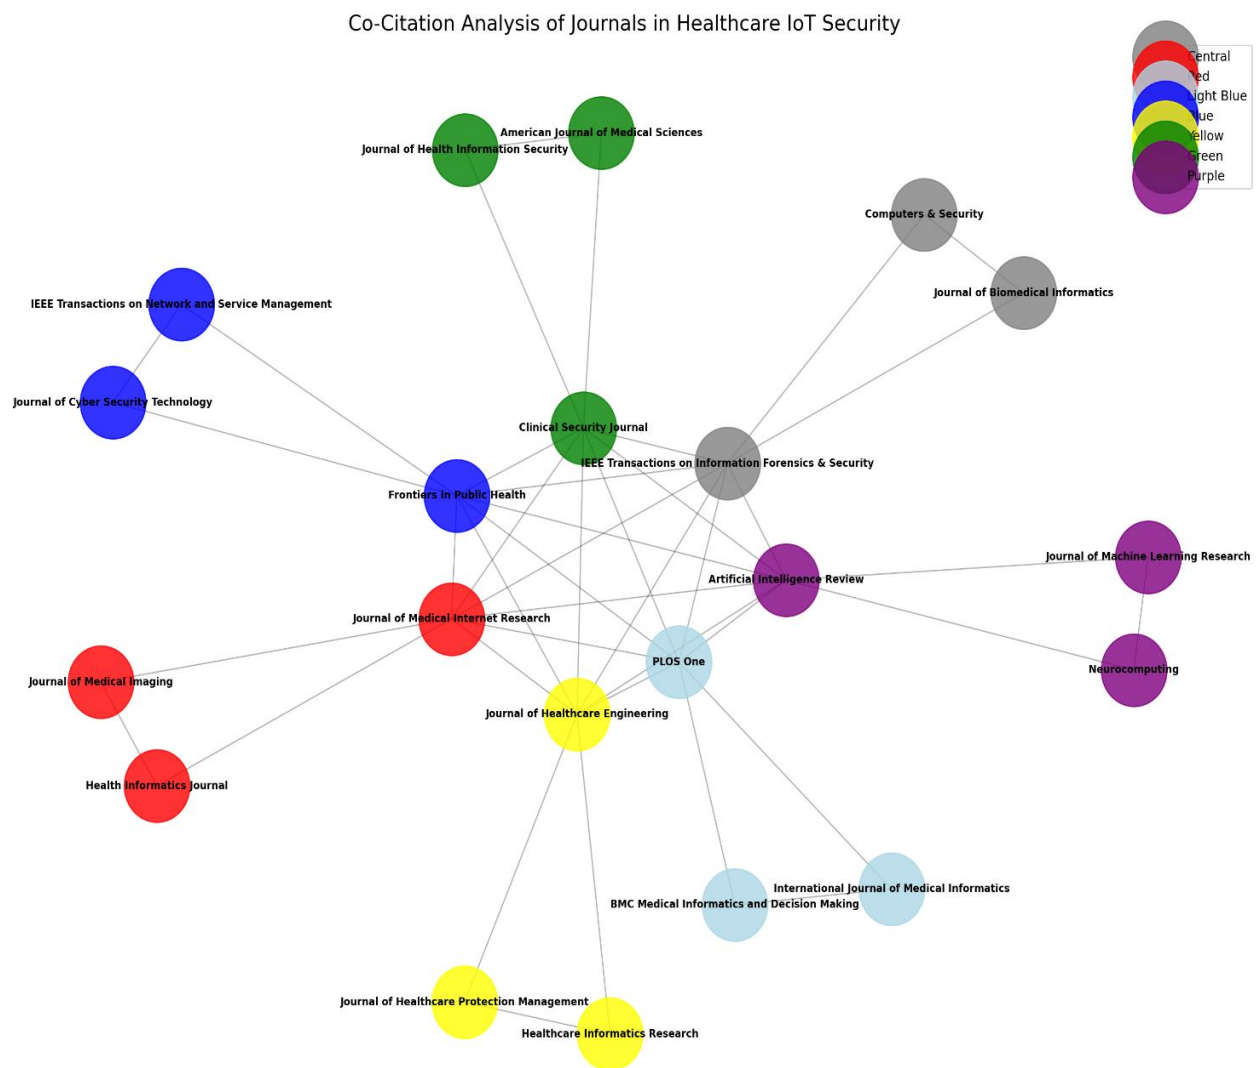 Co-Citation Analysis of Journals in Healthcare IoT Security
Central
Red
Light Blue
Blue
Yellow
Green
Purple
American Journal of Medical Sciences
Journal of Health Information Security
Computers & Security
Journal of Biomedical Informatics
IEEE Transactions on Network and Service Management
Journal of Cyber Security Technology
Clinical Security Journal
IEEE Transactions on Information Forensics & Security
Frontiers in Public Health
Journal of Machine Learning Research
Artificial Intelligence Review
Journal of Medical Internet Research
PLOS One
Neurocomputing
Journal of Medical Imaging
Journal of Healthcare Engineering
Health Informatics Journal
International Journal of Medical Informatics
BMC Medical Informatics and Decision Making
Journal of Healthcare Protection Management
Healthcare Informatics Research